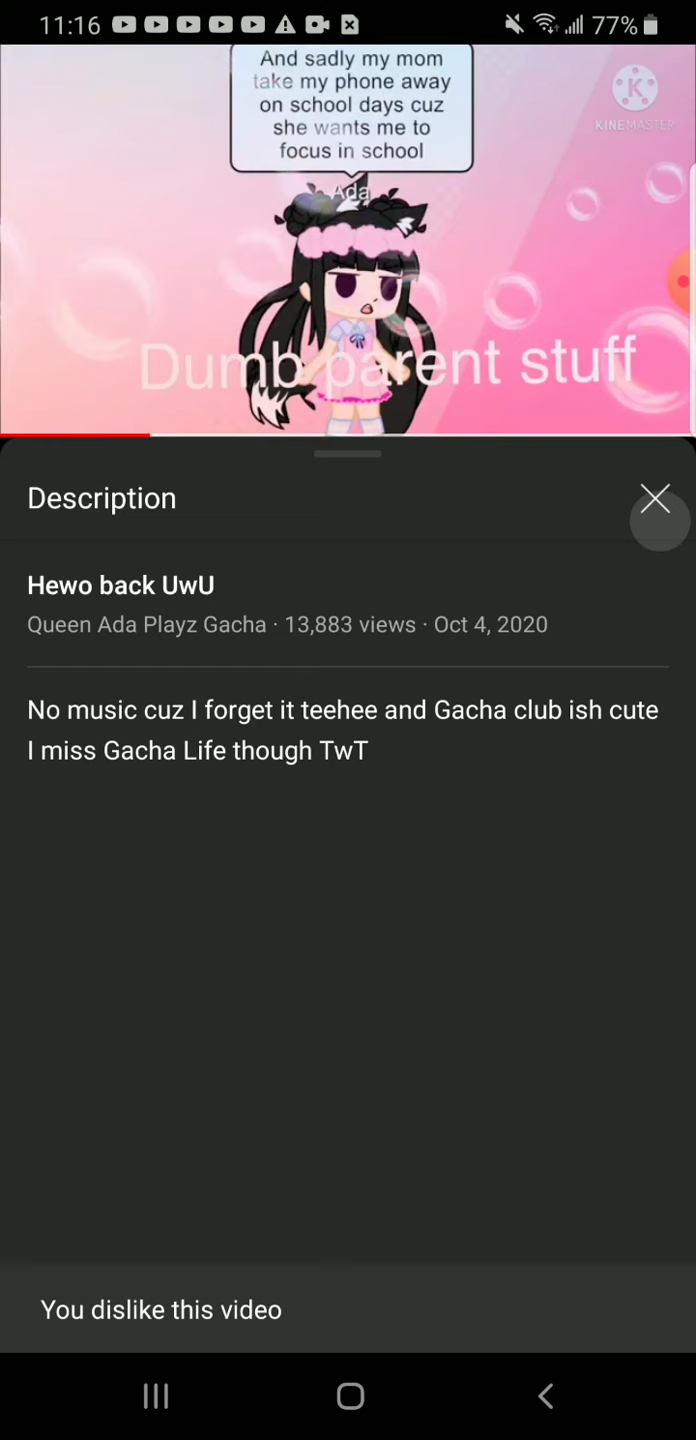 11:16
77%
And sadly my mom
take my phone away
on school days cuz
she wants me to
focus in school
K
KINEMASTER
Ada
Dumb parent stuff
Description
Hewo back UwU
Queen Ada Playz Gacha · 13,883 views · Oct 4, 2020
No music cuz I forget it teehee and Gacha club ish cute
I miss Gacha Life though TwT
You dislike this video